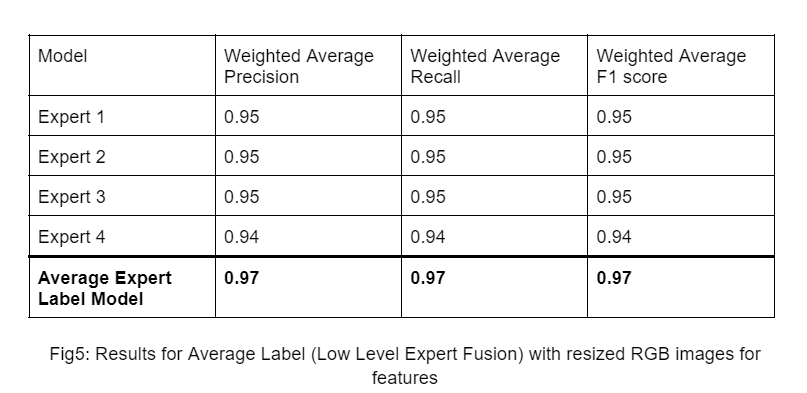 Model Weighted Average Precision Weighted Average Recall Weighted Average F1 score
Expert 1 0.95 0.95 0.95
Expert 2 0.95 0.95 0.95
Expert 3 0.95 0.95 0.95
Expert 4 0.94 0.94 0.94
Average Expert Label Model 0.97 0.97 0.97
Fig5: Results for Average Label (Low Level Expert Fusion) with resized RGB images for
features